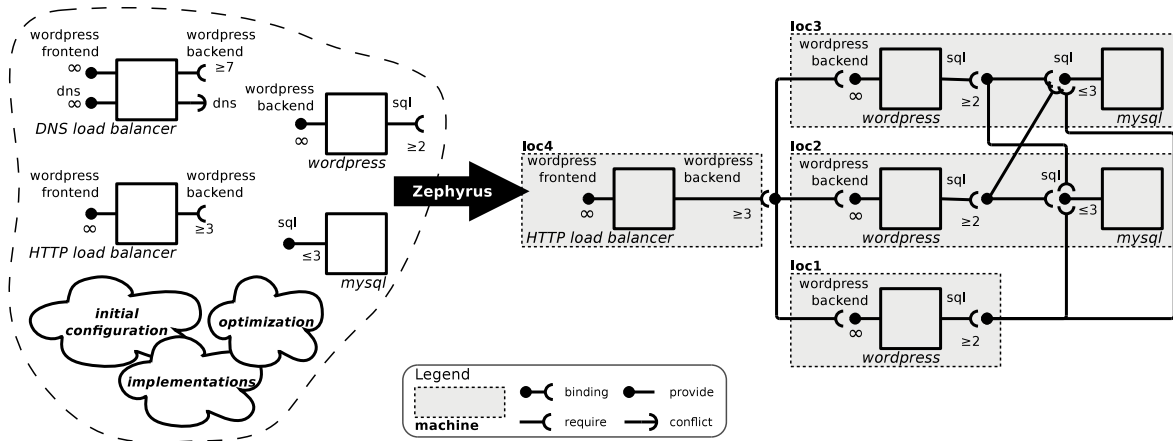 wordpress
frontend
∞
wordpress
backend
≥7
dns
∞
dns
DNS load balancer
wordpress
backend
∞
sql
≥2
wordpress
wordpress
frontend
∞
wordpress
backend
≥3
HTTP load balancer
sql
≤3
mysql
initial
configuration
optimization
implementations
Zephyrus
loc4
wordpress
frontend
∞
wordpress
backend
≥3
HTTP load balancer
loc3
wordpress
backend
∞
sql
≥2
wordpress
sql
≤3
mysql
loc2
wordpress
backend
∞
sql
≥2
wordpress
sql
≤3
mysql
loc1
wordpress
backend
∞
sql
≥2
wordpress
Legend
machine
binding
provide
require
conflict